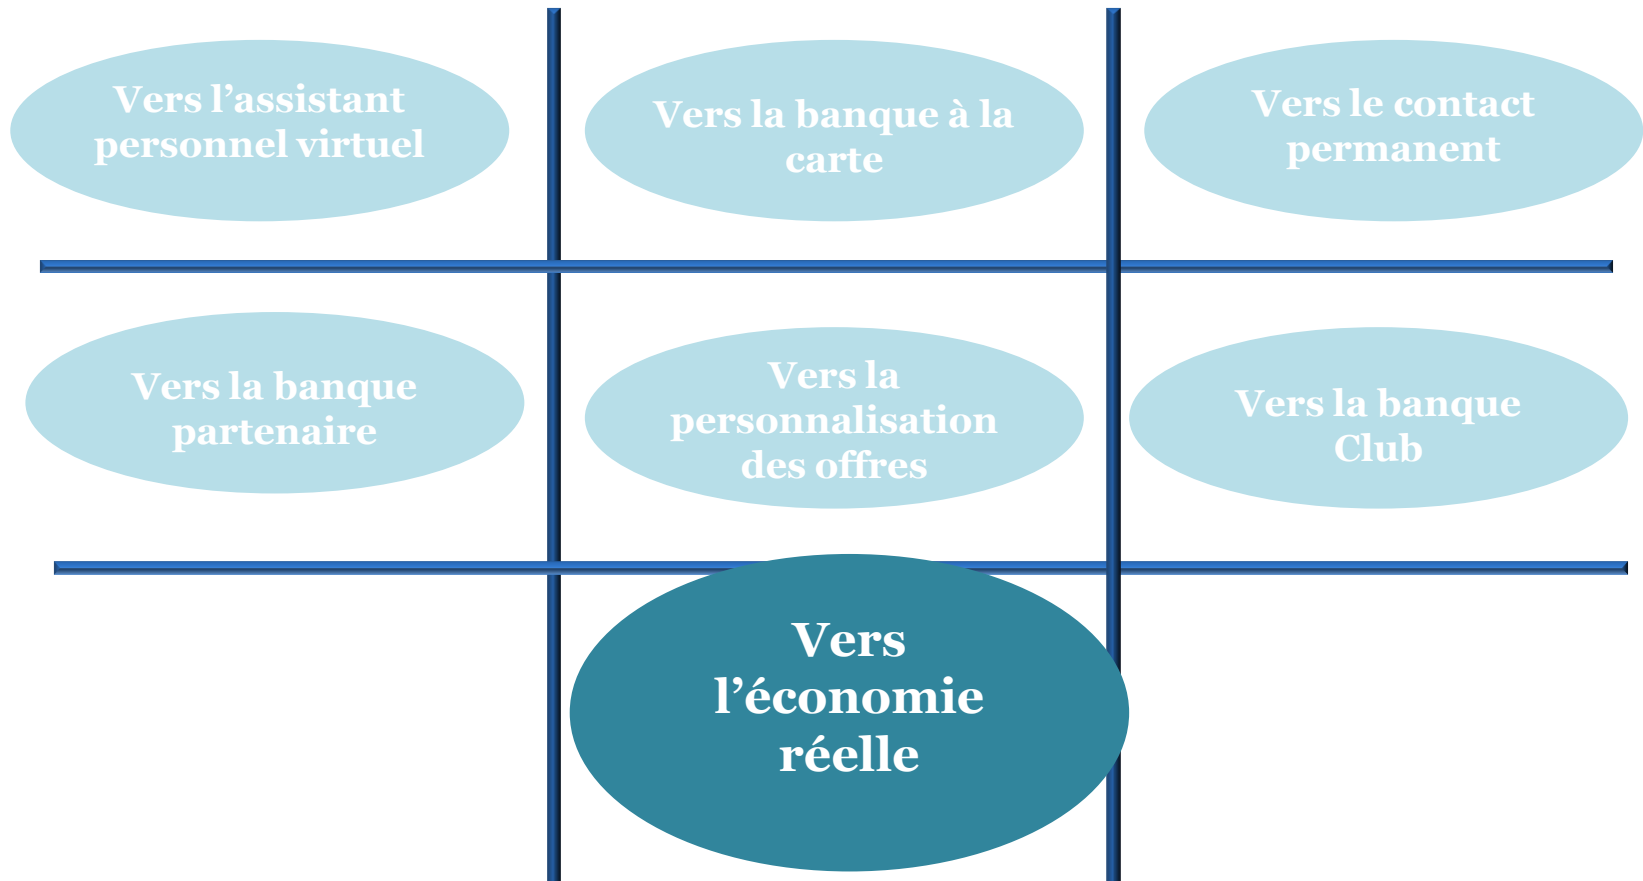 Vers l’assistant
personnel virtuel
Vers la banque à la
carte
Vers le contact
permanent
Vers la banque
partenaire
Vers la
personnalisation
des offres
Vers la banque
Club
Vers
l’économie
réelle